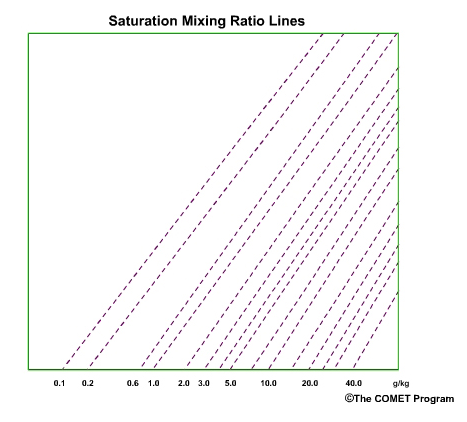 Saturation Mixing Ratio Lines
0.1 0.2 0.6 1.0 2.0 3.0 5.0 10.0 20.0 40.0 g/kg
©The COMET Program